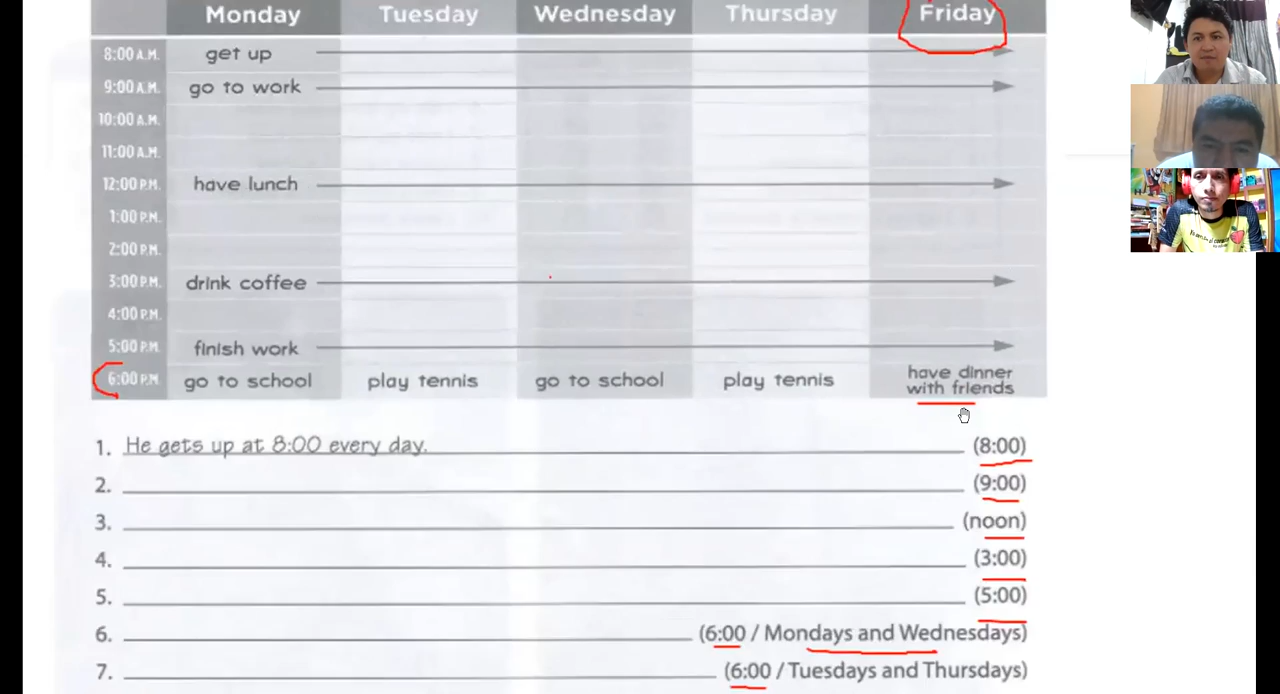 Monday Tuesday Wednesday Thursday Friday
8:00 A.M. get up
9:00 A.M. go to work
10:00 A.M.
11:00 A.M.
12:00 P.M. have lunch
1:00 P.M.
2:00 P.M.
3:00 P.M. drink coffee
4:00 P.M.
5:00 P.M. finish work
6:00 P.M go to school play tennis go to school play tennis have dinner
with friends
1. He gets up at 8:00 every day. (8:00)
2. (9:00)
3. (noon)
4. (3:00)
5. (5:00)
6. (6:00 / Mondays and Wednesdays)
7. (6:00 / Tuesdays and Thursdays)